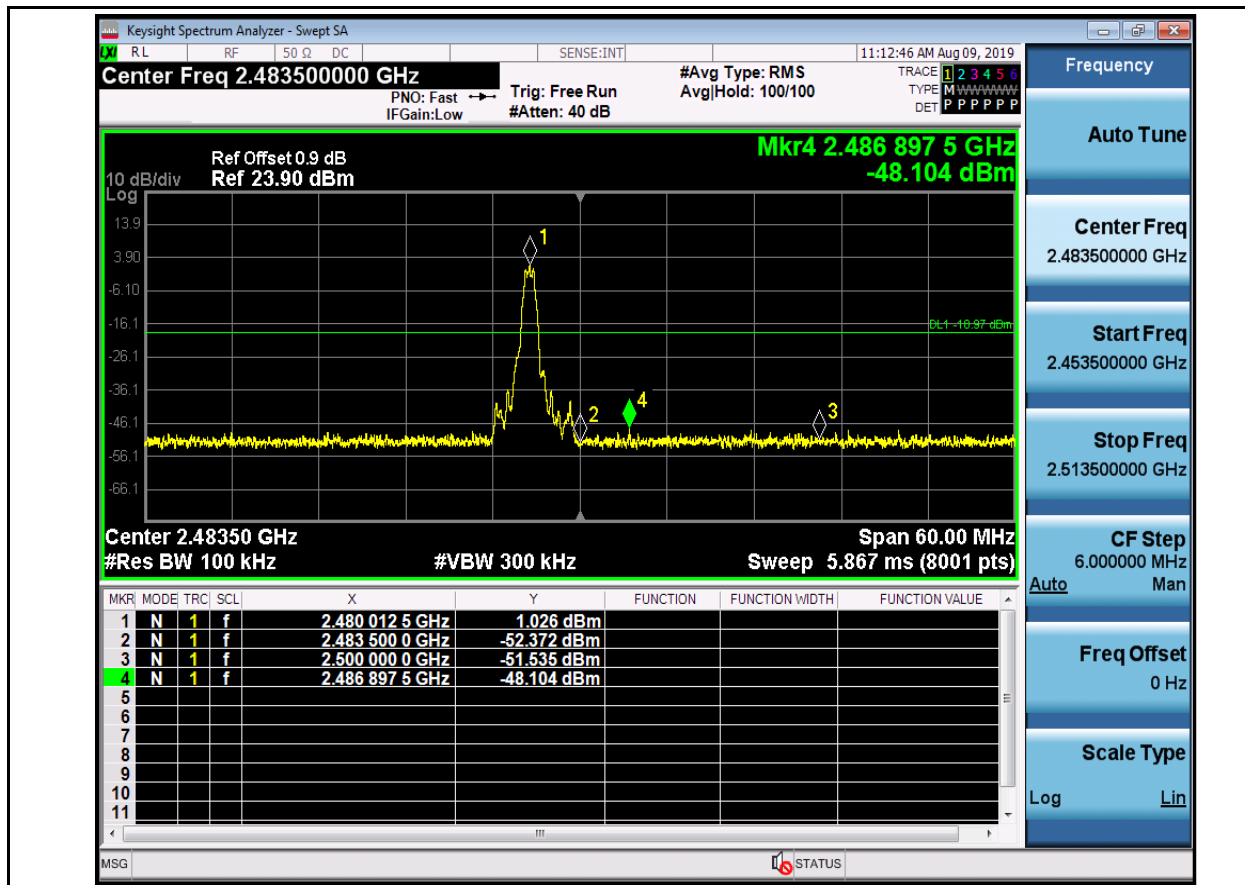 Keysight Spectrum Analyzer - Swept SA
LXI RL RF 50 Ω DC SENSE:INT 11:12:46 AM Aug 09, 2019
Center Freq 2.483500000 GHz
PNO: Fast
IFGain:Low
Trig: Free Run
#Atten: 40 dB
#Avg Type: RMS
Avg|Hold: 100/100
TRACE 1 2 3 4 5 6
TYPE M WWWWW
DET P P P P P P
Mkr4 2.486 897 5 GHz
-48.104 dBm
Ref Offset 0.9 dB
10 dB/div Ref 23.90 dBm
Log
13.9
3.90
-6.10
-16.1
-26.1
-36.1
-46.1
-56.1
-66.1
1
2
4
3
DL1 -18.97 dBm
Center 2.48350 GHz Span 60.00 MHz
#Res BW 100 kHz #VBW 300 kHz Sweep 5.867 ms (8001 pts)
MKR MODE TRC SCL X Y FUNCTION FUNCTION WIDTH FUNCTION VALUE
1 N 1 f 2.480 012 5 GHz 1.026 dBm
2 N 1 f 2.483 500 0 GHz -52.372 dBm
3 N 1 f 2.500 000 0 GHz -51.535 dBm
4 N 1 f 2.486 897 5 GHz -48.104 dBm
5
6
7
8
9
10
11
MSG STATUS
Frequency
Auto Tune
Center Freq
2.483500000 GHz
Start Freq
2.453500000 GHz
Stop Freq
2.513500000 GHz
CF Step
6.000000 MHz
Auto Man
Freq Offset
0 Hz
Scale Type
Log Lin